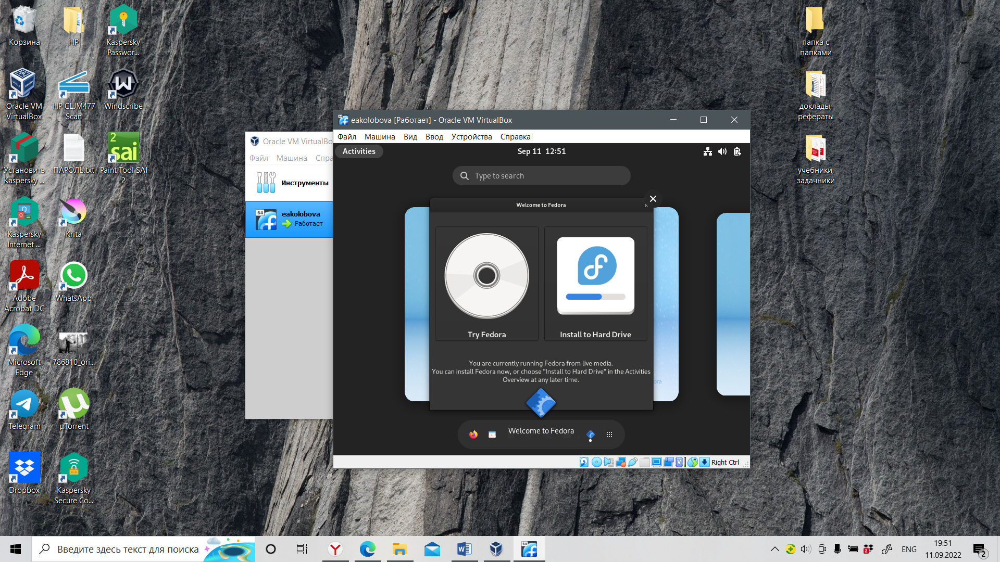 Корзина
HP
Kaspersky
Passwor...
Oracle VM
VirtualBox
HP CLJM477
Scan
Windscribe
Установить
Kaspersky ...
ПАРОЛЬ.txt
2
sai
Paint Tool SAI
2
Kaspersky
Internet ...
Krita
Adobe
Acrobat DC
WhatsApp
Microsoft
Edge
786810_ori...
Telegram
µTorrent
Dropbox
Kaspersky
Secure Co...
папка с
папками
доклады,
рефераты
PDF
учебники,
задачники
Oracle VM VirtualBo
Файл Машина Спра
Инструменты
64
eakolobova
Работает
eakolobova [Работает] - Oracle VM VirtualBox
Файл Машина Вид Ввод Устройства Справка
Activities
Sep 11 12:51
Type to search
Welcome to Fedora
Try Fedora
Install to Hard Drive
You are currently running Fedora from live media.
You can install Fedora now, or choose "Install to Hard Drive" in the Activities
Overview at any later time.
ora
Welcome to Fedora
Right Ctrl
Введите здесь текст для поиска
64
ENG
19:51
11.09.2022
2